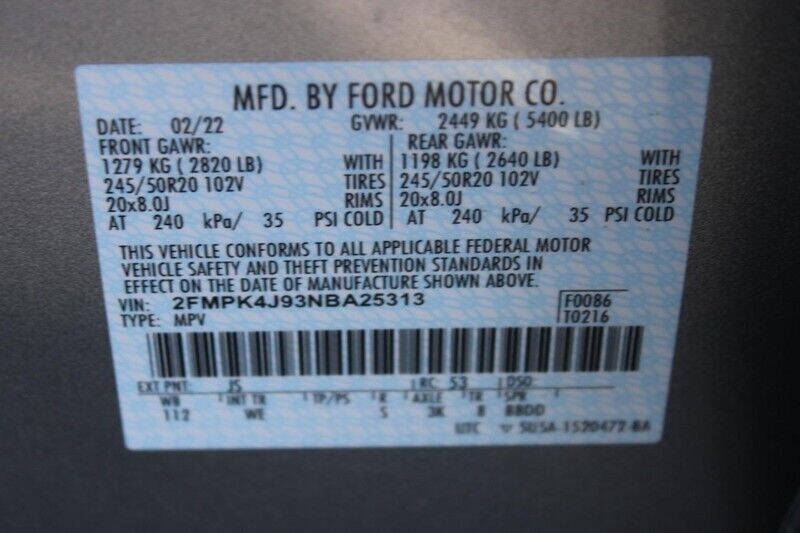 MFD. BY FORD MOTOR CO.
DATE: 02/22 GVWR: 2449 KG ( 5400 LB)
FRONT GAWR: REAR GAWR:
1279 KG ( 2820 LB) WITH 1198 KG ( 2640 LB) WITH
245/50R20 102V TIRES 245/50R20 102V TIRES
20x8.0J RIMS 20x8.0J RIMS
AT 240 kPa/ 35 PSI COLD AT 240 kPa/ 35 PSI COLD
THIS VEHICLE CONFORMS TO ALL APPLICABLE FEDERAL MOTOR
VEHICLE SAFETY AND THEFT PREVENTION STANDARDS IN
EFFECT ON THE DATE OF MANUFACTURE SHOWN ABOVE.
VIN: 2FMPK4J93NBA25313 F0086
TYPE: MPV T0216
EXT PNT: JS RC: 53 DSO:
WB INT TR TP/PS R AXLE TR SPR
112 WE 5 3K 8 BBDD
UTC 5U5A-1520472-BA